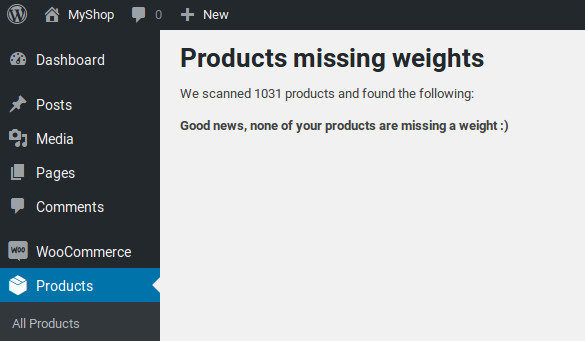 MyShop 0 New
Dashboard
Posts
Media
Pages
Comments
WOO WooCommerce
Products
All Products
Products missing weights
We scanned 1031 products and found the following:
Good news, none of your products are missing a weight :)